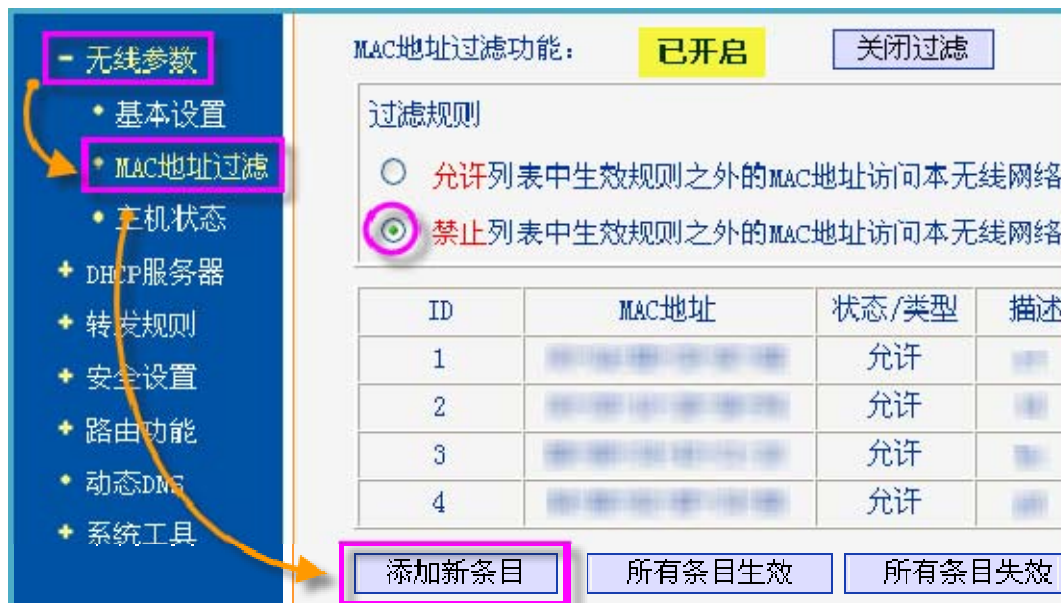 无线参数
基本设置
MAC地址过滤
主机状态
DHCP服务器
转发规则
安全设置
路由功能
动态DNS
系统工具
MAC地址过滤功能： 已开启 关闭过滤
过滤规则
允许列表中生效规则之外的MAC地址访问本无线网络
禁止列表中生效规则之外的MAC地址访问本无线网络
ID MAC地址 状态/类型 描述
1 允许
2 允许
3 允许
4 允许
添加新条目 所有条目生效 所有条目失效